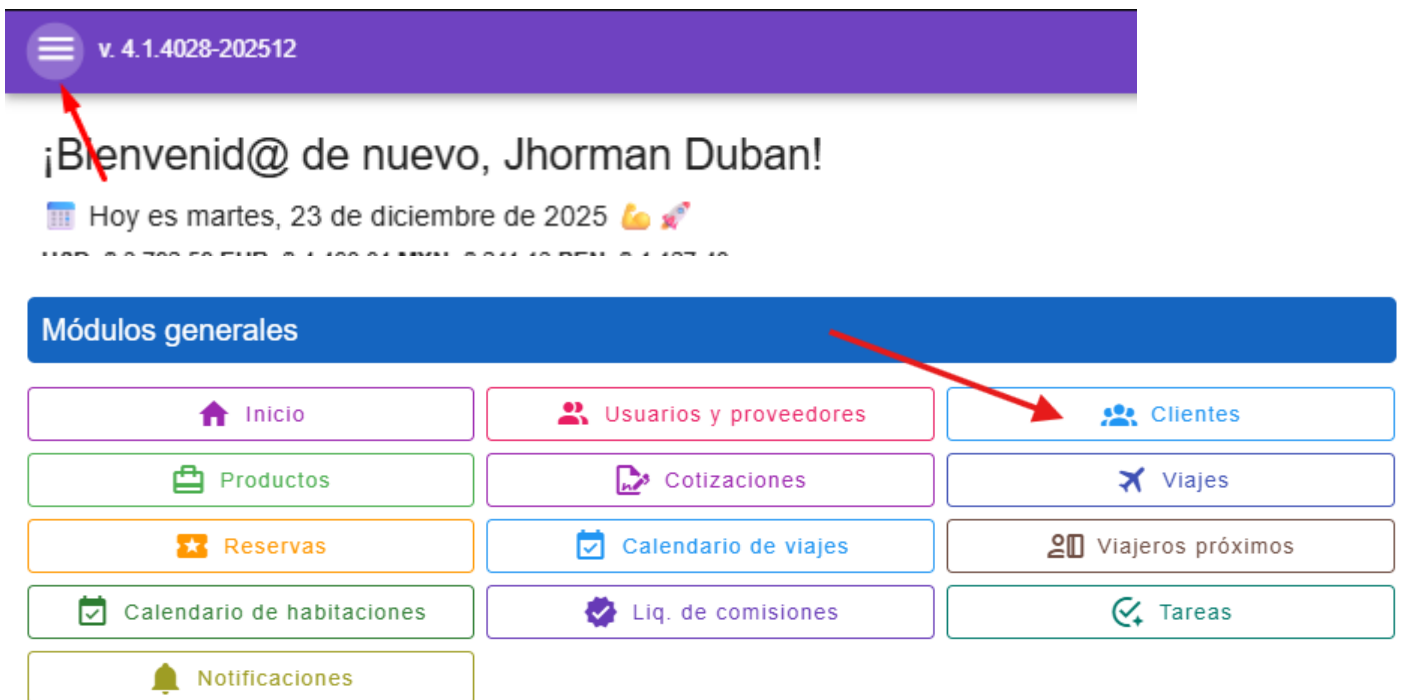 v. 4.1.4028-202512
¡Bienvenid@ de nuevo, Jhorman Duban!
Hoy es martes, 23 de diciembre de 2025
Módulos generales
Inicio
Usuarios y proveedores
Clientes
Productos
Cotizaciones
Viajes
Reservas
Calendario de viajes
Viajeros próximos
Calendario de habitaciones
Liq. de comisiones
Tareas
Notificaciones